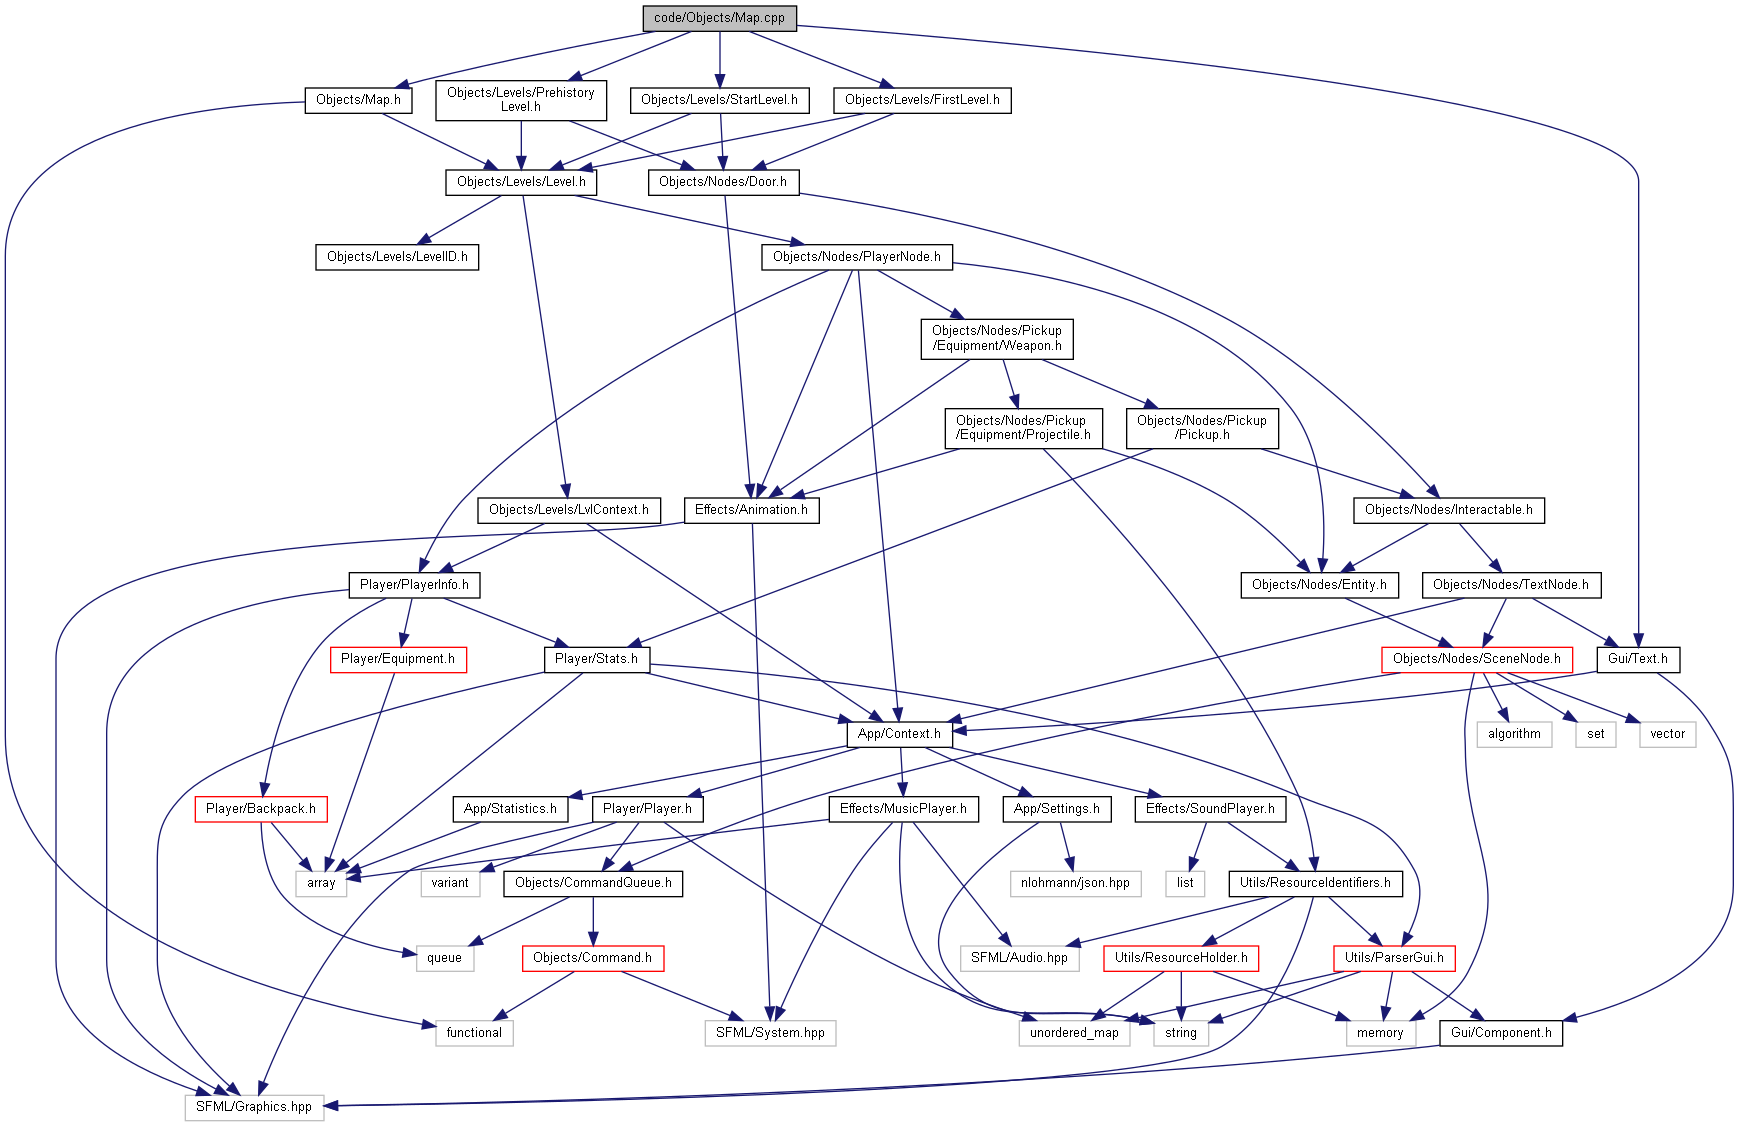 code/Objects/Map.cpp
Objects/Map.h
Objects/Levels/Prehistory
Level.h
Objects/Levels/StartLevel.h
Objects/Levels/FirstLevel.h
Objects/Levels/Level.h
Objects/Nodes/Door.h
Objects/Levels/LevelID.h
Objects/Nodes/PlayerNode.h
Objects/Nodes/Pickup
/Equipment/Weapon.h
Objects/Nodes/Pickup
/Equipment/Projectile.h
Objects/Nodes/Pickup
/Pickup.h
Objects/Levels/LvlContext.h
Effects/Animation.h
Objects/Nodes/Interactable.h
Player/PlayerInfo.h
Objects/Nodes/Entity.h
Objects/Nodes/TextNode.h
Player/Equipment.h
Player/Stats.h
Objects/Nodes/SceneNode.h
Gui/Text.h
App/Context.h
algorithm
set
vector
Player/Backpack.h
App/Statistics.h
Player/Player.h
Effects/MusicPlayer.h
App/Settings.h
Effects/SoundPlayer.h
array
variant
Objects/CommandQueue.h
nlohmann/json.hpp
list
Utils/ResourceIdentifiers.h
queue
Objects/Command.h
SFML/Audio.hpp
Utils/ResourceHolder.h
Utils/ParserGui.h
functional
SFML/System.hpp
unordered_map
string
memory
Gui/Component.h
SFML/Graphics.hpp